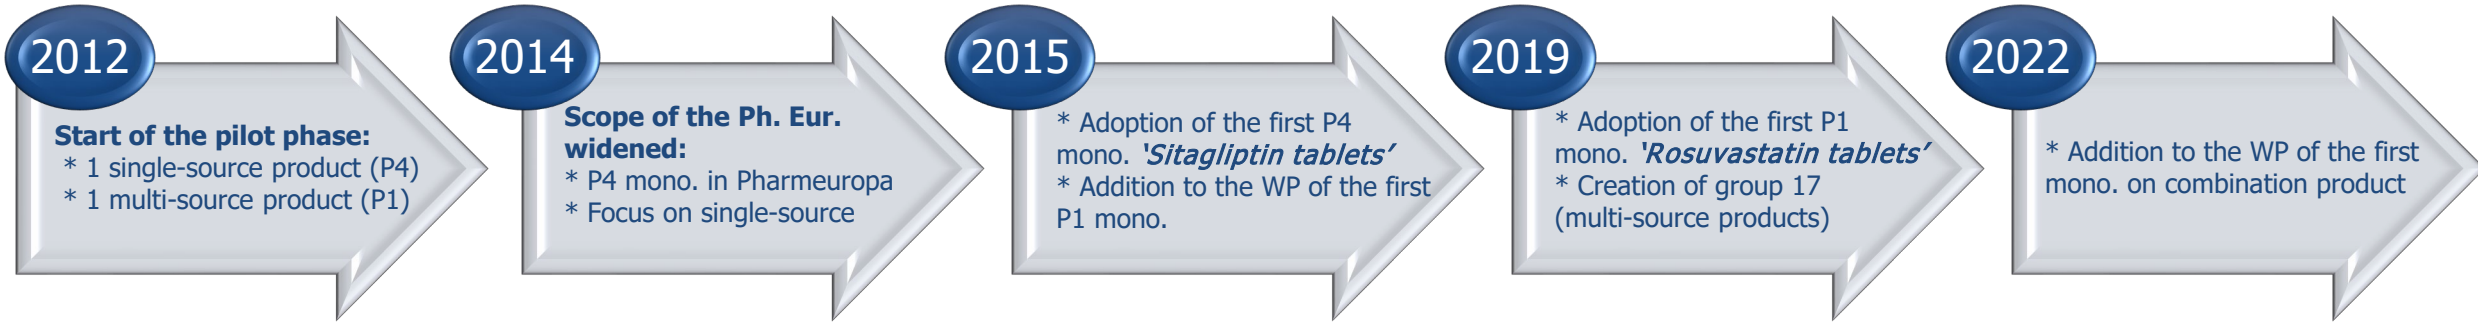 2012
Start of the pilot phase:
* 1 single-source product (P4)
* 1 multi-source product (P1)
2014
Scope of the Ph. Eur.
widened:
* P4 mono. in Pharmeuropa
* Focus on single-source
2015
* Adoption of the first P4
mono. ‘Sitagliptin tablets’
* Addition to the WP of the first
P1 mono.
2019
* Adoption of the first P1
mono. ‘Rosuvastatin tablets’
* Creation of group 17
(multi-source products)
2022
* Addition to the WP of the first
mono. on combination product